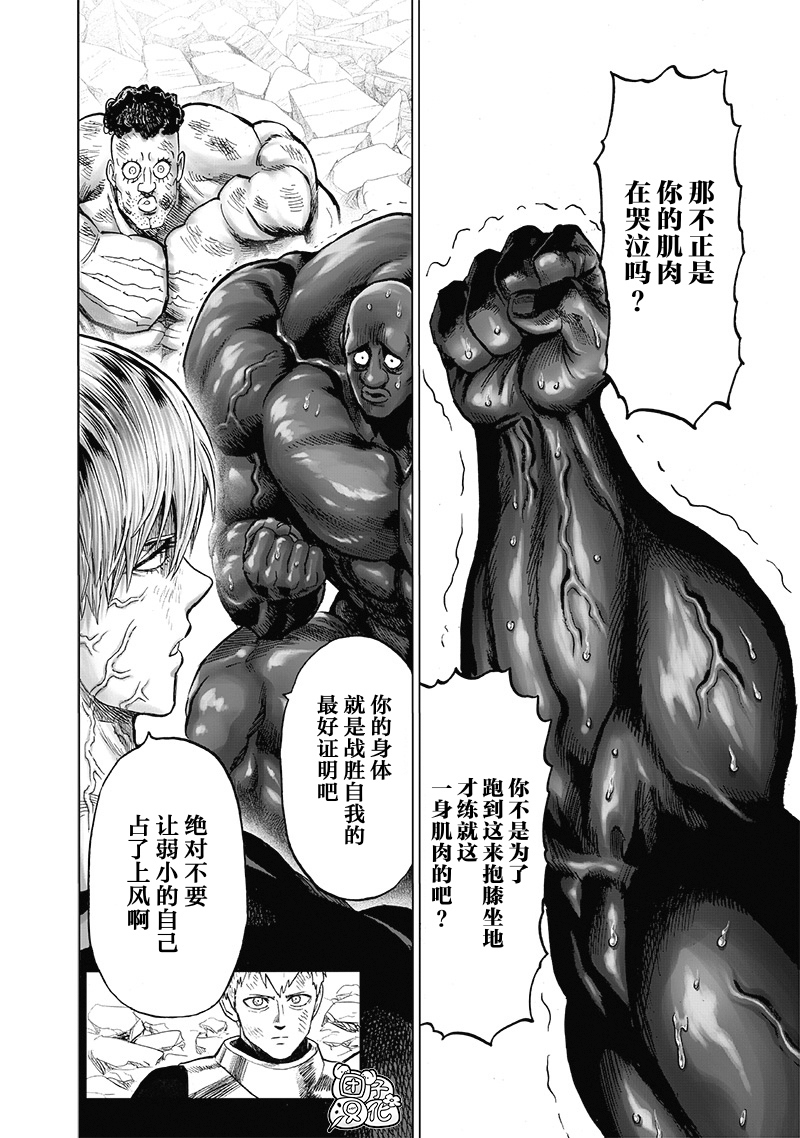 那不正是
你的肌肉
在哭泣吗？
你不是为了
跑到这来抱膝坐地
才练就这
一身肌肉的吧？
你的身体
就是战胜自我的
最好证明吧
绝对不要
让弱小的自己
占了上风啊
团子
汉化